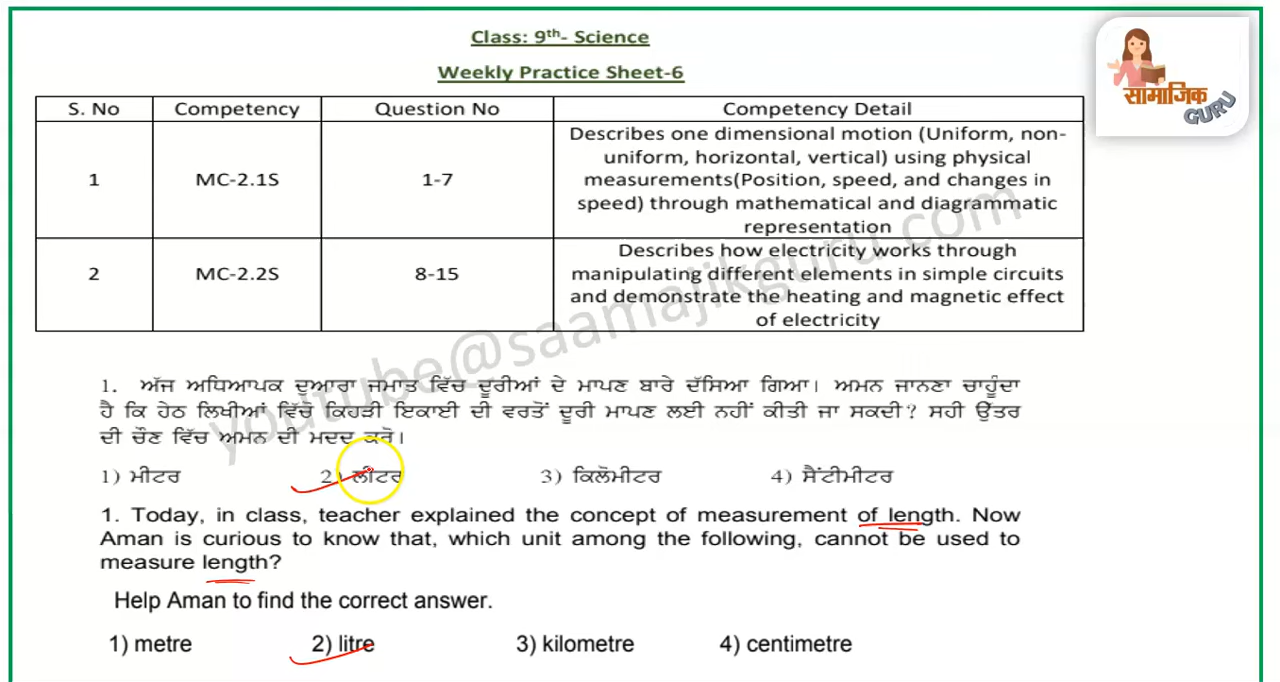 Class: 9th- Science
Weekly Practice Sheet-6
सामाजिक
GURU
S. No Competency Question No Competency Detail
1 MC-2.1S 1-7 Describes one dimensional motion (Uniform, non-
uniform, horizontal, vertical) using physical
measurements(Position, speed, and changes in
speed) through mathematical and diagrammatic
representation
2 MC-2.2S 8-15 Describes how electricity works through
manipulating different elements in simple circuits
and demonstrate the heating and magnetic effect
of electricity
youtube@saamajikguru.com
1. ਅੱਜ ਅਧਿਆਪਕ ਦੁਆਰਾ ਜਮਾਤ ਵਿੱਚ ਦੂਰੀਆਂ ਦੇ ਮਾਪਣ ਬਾਰੇ ਦੱਸਿਆ ਗਿਆ। ਅਮਨ ਜਾਨਣਾ ਚਾਹੁੰਦਾ
ਹੈ ਕਿ ਹੇਠ ਲਿਖੀਆਂ ਵਿੱਚੋਂ ਕਿਹੜੀ ਇਕਾਈ ਦੀ ਵਰਤੋਂ ਦੂਰੀ ਮਾਪਣ ਲਈ ਨਹੀਂ ਕੀਤੀ ਜਾ ਸਕਦੀ? ਸਹੀ ਉੱਤਰ
ਦੀ ਚੌਣ ਵਿੱਚ ਅਮਨ ਦੀ ਮਦਦ ਕਰੋ।
1) ਮੀਟਰ 2) ਲੀਟਰ 3) ਕਿਲੋਮੀਟਰ 4) ਸੈਂਟੀਮੀਟਰ
1. Today, in class, teacher explained the concept of measurement of length. Now
Aman is curious to know that, which unit among the following, cannot be used to
measure length?
Help Aman to find the correct answer.
1) metre 2) litre 3) kilometre 4) centimetre